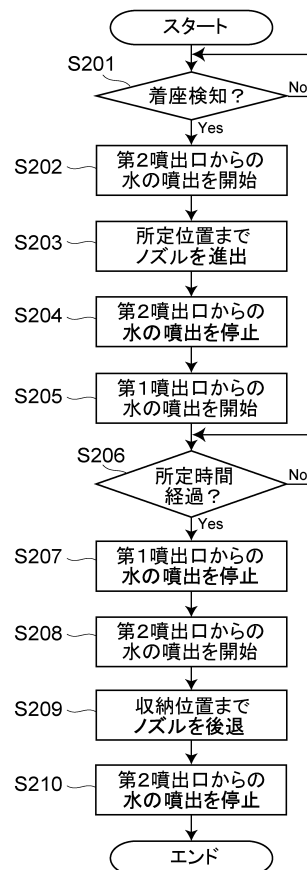 スタート
S201
着座検知？
No
Yes
S202
第2噴出口からの
水の噴出を開始
S203
所定位置まで
ノズルを進出
S204
第2噴出口からの
水の噴出を停止
S205
第1噴出口からの
水の噴出を開始
S206
所定時間
経過？
No
Yes
S207
第1噴出口からの
水の噴出を停止
S208
第2噴出口からの
水の噴出を開始
S209
収納位置まで
ノズルを後退
S210
第2噴出口からの
水の噴出を停止
エンド